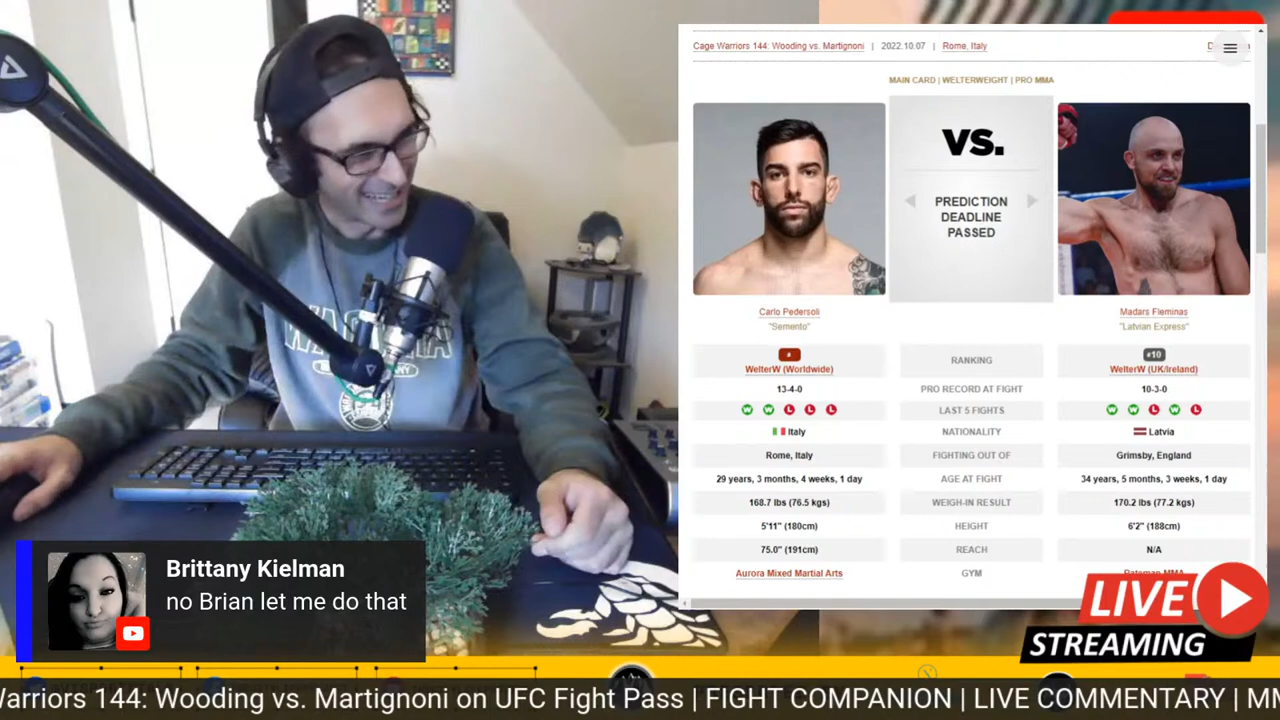 Cage Warriors 144: Wooding vs. Martignoni | 2022.10.07 | Rome, Italy
MAIN CARD | WELTERWEIGHT | PRO MMA
VS.
PREDICTION
DEADLINE
PASSED
Carlo Pedersoli
"Semento"
Madars Fleminas
"Latvian Express"
WelterW (Worldwide)
RANKING
#10
WelterW (UK/Ireland)
13-4-0
PRO RECORD AT FIGHT
10-3-0
W W L L L
LAST 5 FIGHTS
W W L W L
Italy
NATIONALITY
Latvia
Rome, Italy
FIGHTING OUT OF
Grimsby, England
29 years, 3 months, 4 weeks, 1 day
AGE AT FIGHT
34 years, 5 months, 3 weeks, 1 day
168.7 lbs (76.5 kgs)
WEIGH-IN RESULT
170.2 lbs (77.2 kgs)
5'11" (180cm)
HEIGHT
6'2" (188cm)
75.0" (191cm)
REACH
N/A
Aurora Mixed Martial Arts
GYM
Brittany Kielman
no Brian let me do that
LIVE
STREAMING
Warriors 144: Wooding vs. Martignoni on UFC Fight Pass | FIGHT COMPANION | LIVE COMMENTARY | MM